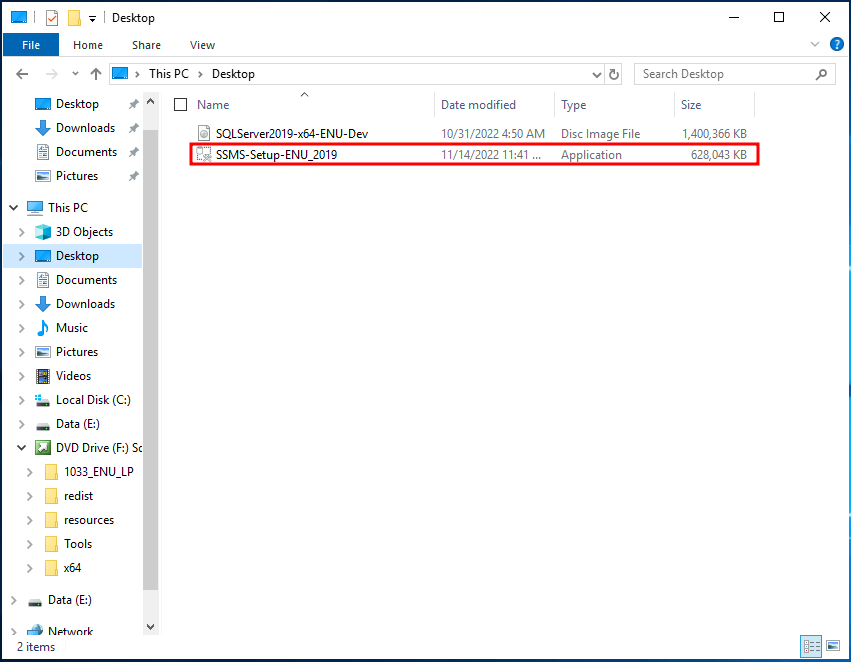 Desktop
File Home Share View
This PC Desktop Search Desktop
Name Date modified Type Size
SQLServer2019-x64-ENU-Dev 10/31/2022 4:50 AM Disc Image File 1,400,366 KB
SSMS-Setup-ENU_2019 11/14/2022 11:41 ... Application 628,043 KB
Desktop
Downloads
Documents
Pictures
This PC
3D Objects
Desktop
Documents
Downloads
Music
Pictures
Videos
Local Disk (C:)
Data (E:)
DVD Drive (F:) Sc
1033_ENU_LP
redist
resources
Tools
x64
Data (E:)
Network
2 items